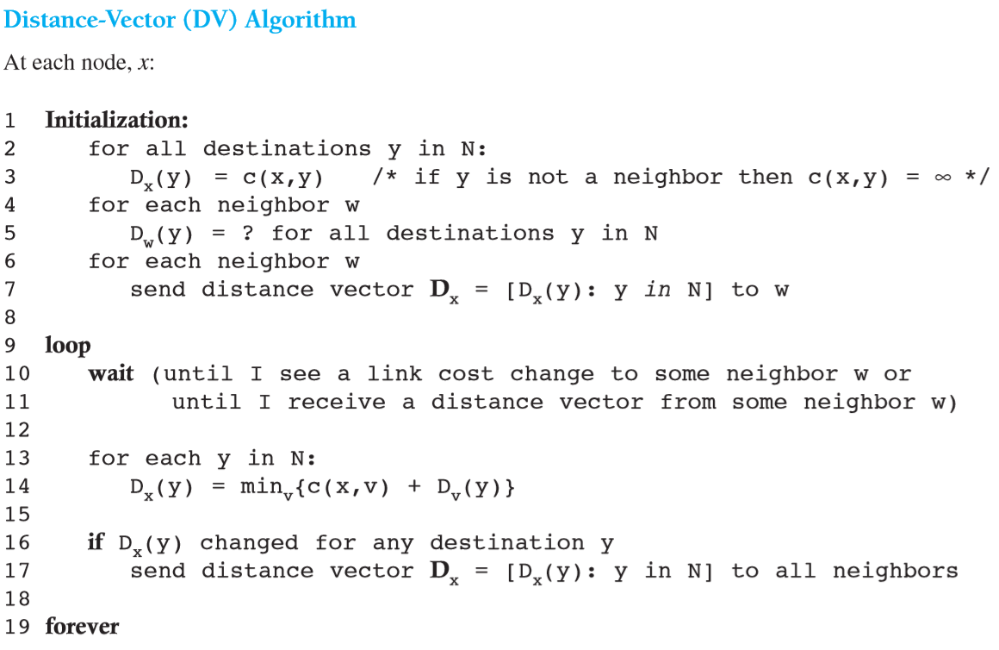 Distance-Vector (DV) Algorithm
At each node, x:
1 Initialization:
2 for all destinations y in N:
3 Dx(y) = c(x,y) /* if y is not a neighbor then c(x,y) = ∞ */
4 for each neighbor w
5 Dw(y) = ? for all destinations y in N
6 for each neighbor w
7 send distance vector Dx = [Dx(y): y in N] to w
8
9 loop
10 wait (until I see a link cost change to some neighbor w or
11 until I receive a distance vector from some neighbor w)
12
13 for each y in N:
14 Dx(y) = minv{c(x,v) + Dv(y)}
15
16 if Dx(y) changed for any destination y
17 send distance vector Dx = [Dx(y): y in N] to all neighbors
18
19 forever